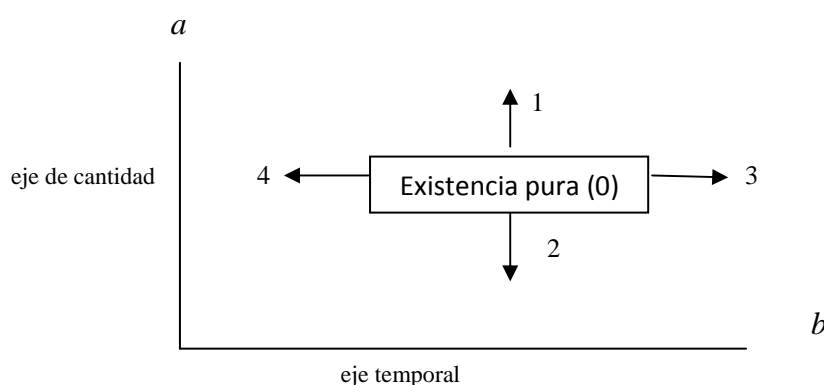 a
1
eje de cantidad
4
Existencia pura (0)
3
2
b
eje temporal